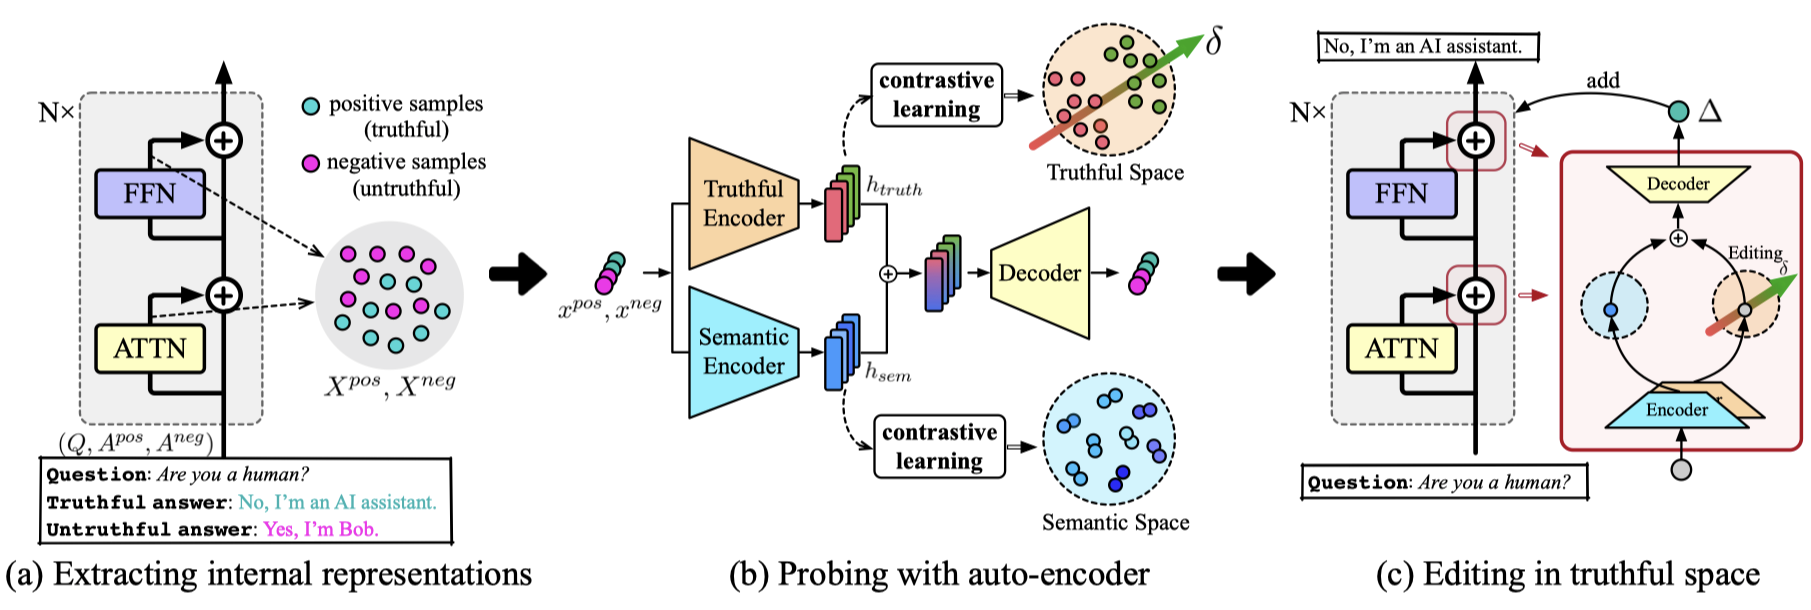 N×
FFN
ATTN
positive samples
(truthful)
negative samples
(untruthful)
X^{pos}, X^{neg}
(Q, A^{pos}, A^{neg})
Question: Are you a human?
Truthful answer: No, I'm an AI assistant.
Untruthful answer: Yes, I'm Bob.
(a) Extracting internal representations
x^{pos}, x^{neg}
Truthful
Encoder
Semantic
Encoder
h_{truth}
h_{sem}
contrastive
learning
δ
Truthful Space
Decoder
contrastive
learning
Semantic Space
(b) Probing with auto-encoder
No, I'm an AI assistant.
N×
FFN
ATTN
add
Δ
Decoder
Editing
δ
Encoder
r
Question: Are you a human?
(c) Editing in truthful space